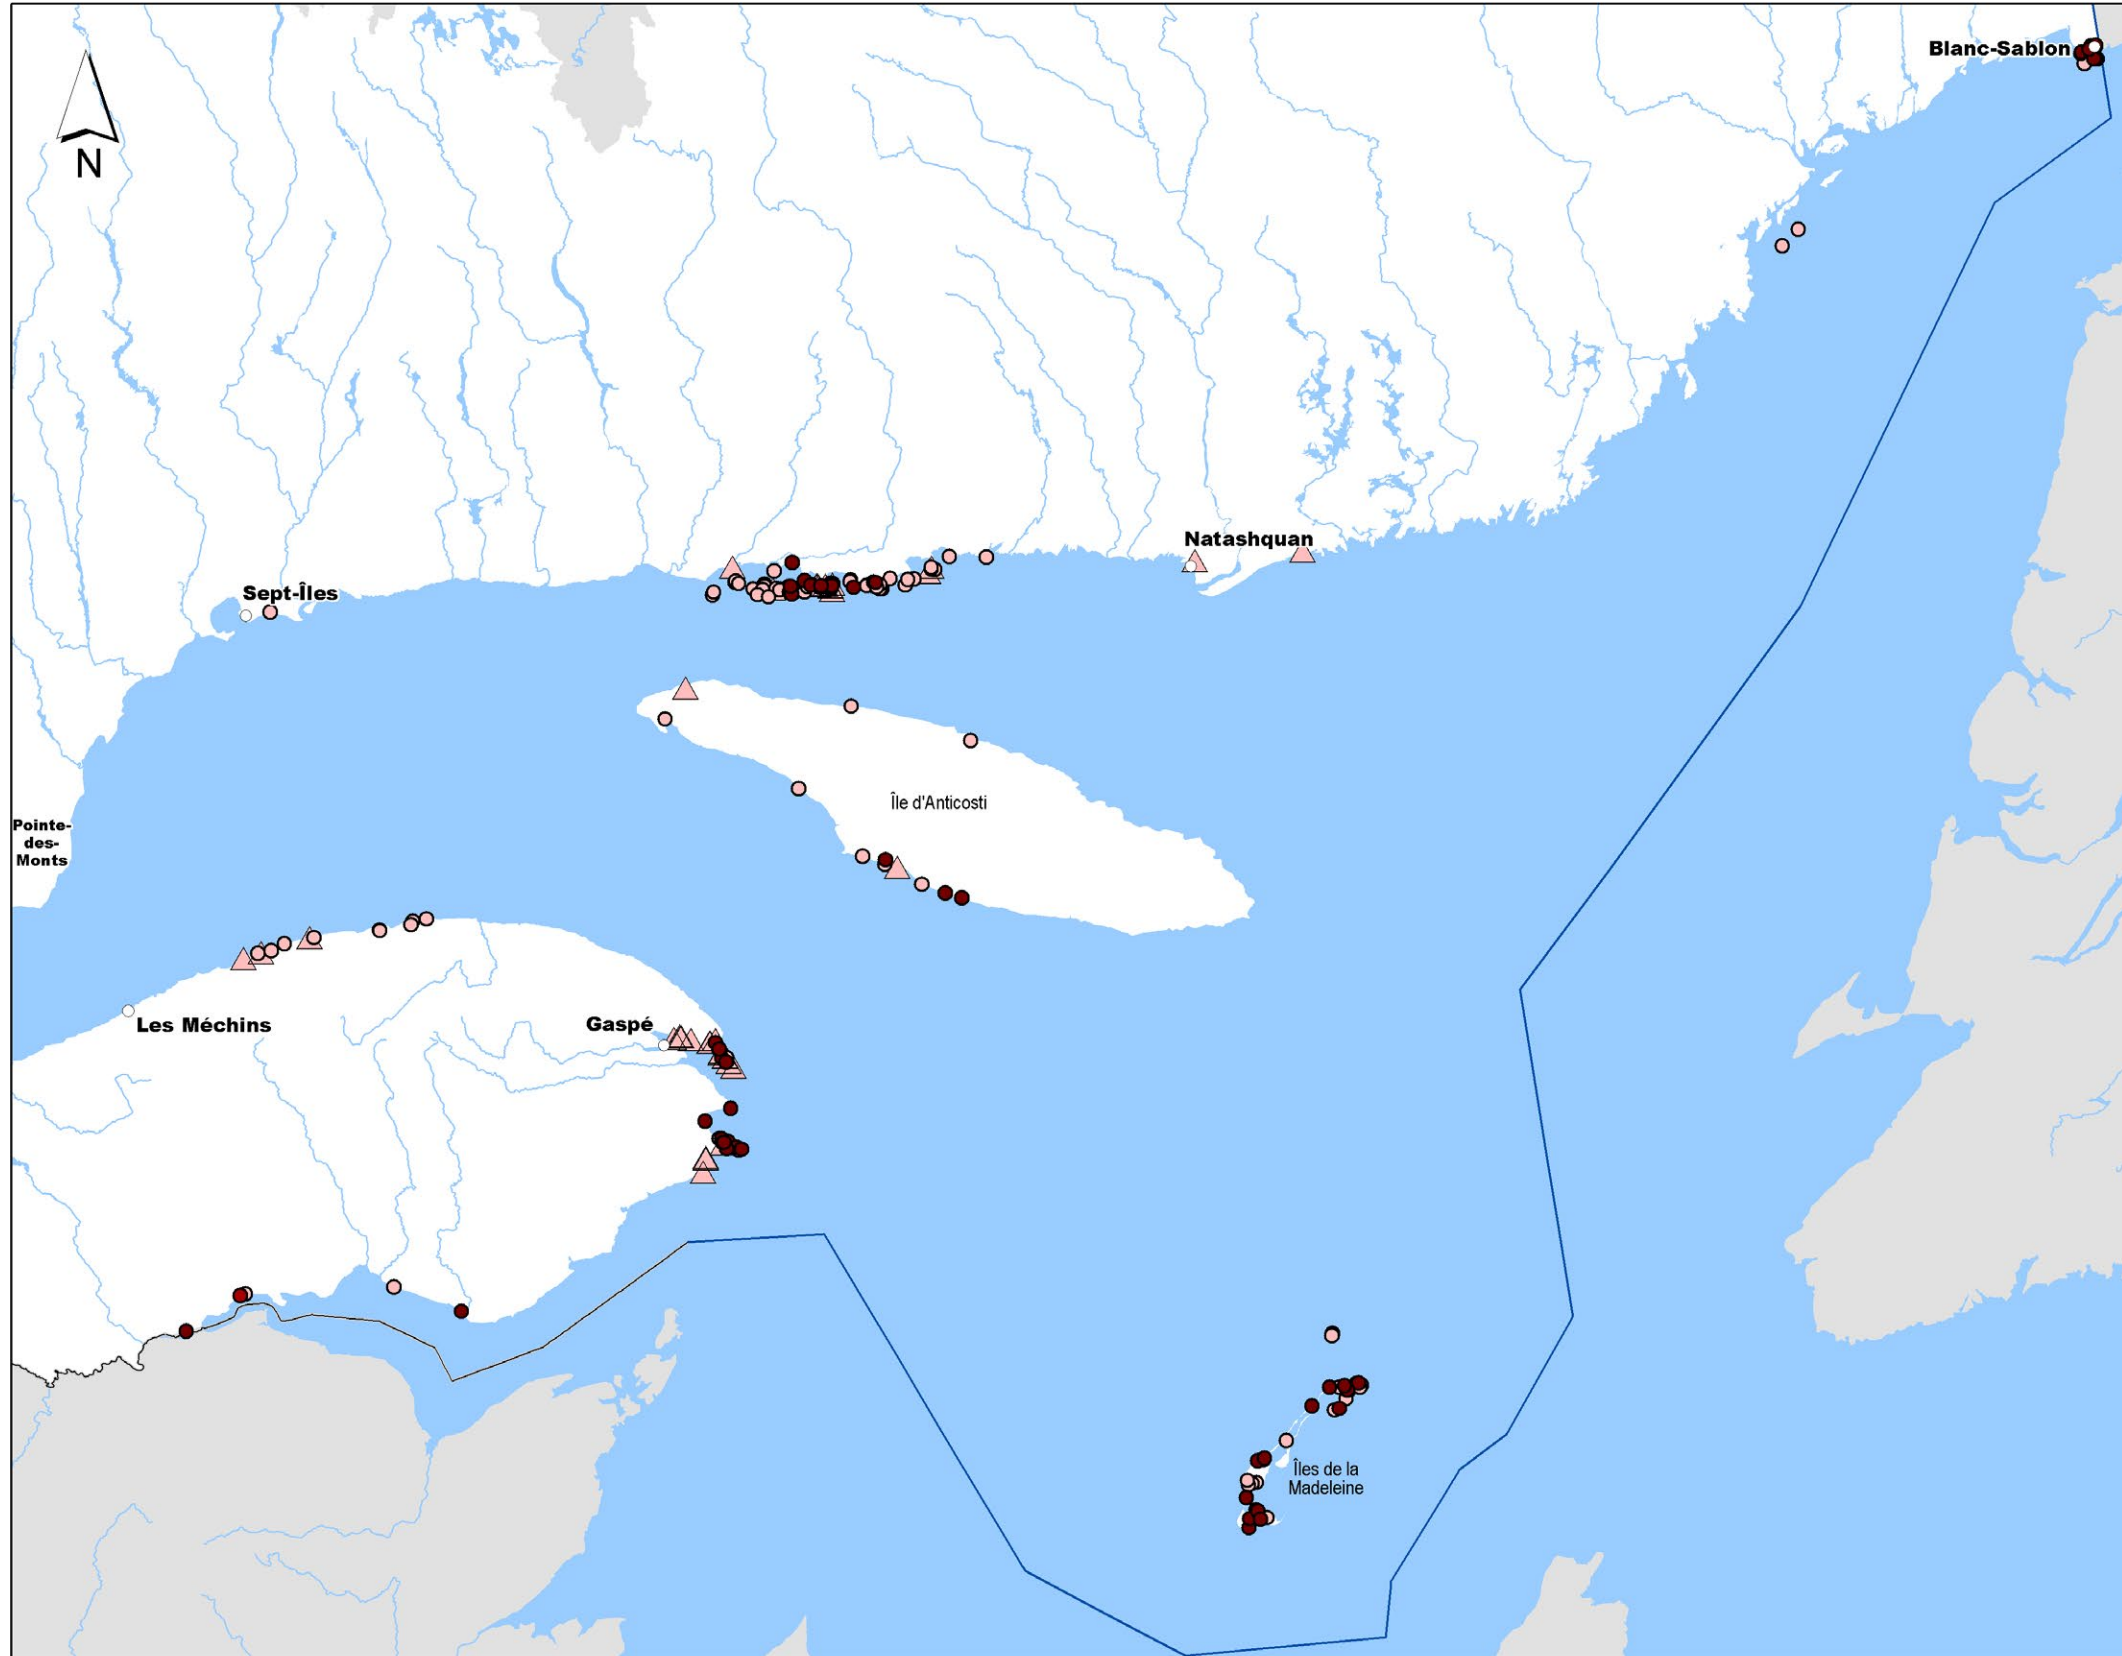 Blanc-Sablon
N
Natashquan
Sept-Îles
Île d'Anticosti
Pointe-
des-
Monts
Gaspé
Les Méchins
Îles de la
Madeleine